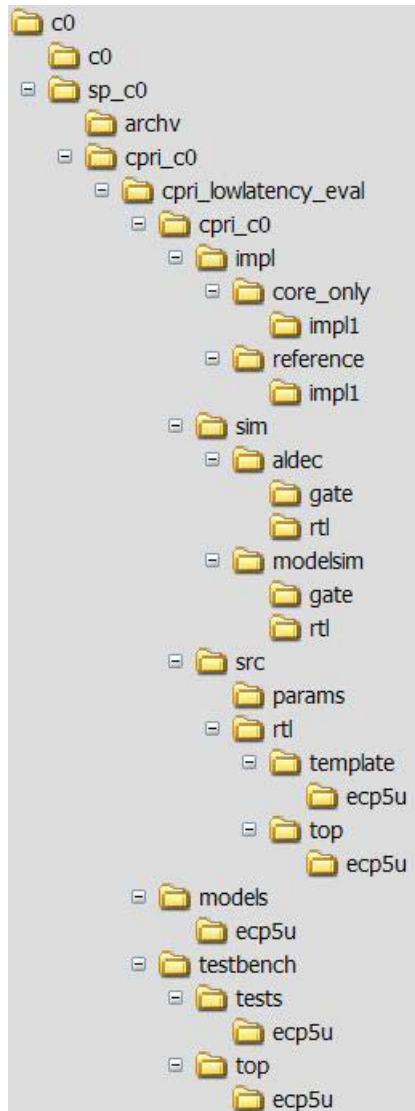 c0
c0
sp_c0
archv
cpri_c0
cpri_lowlatency_eval
cpri_c0
impl
core_only
impl1
reference
impl1
sim
aldec
gate
rtl
modelsim
gate
rtl
src
params
rtl
template
ecp5u
top
ecp5u
models
ecp5u
testbench
tests
ecp5u
top
ecp5u